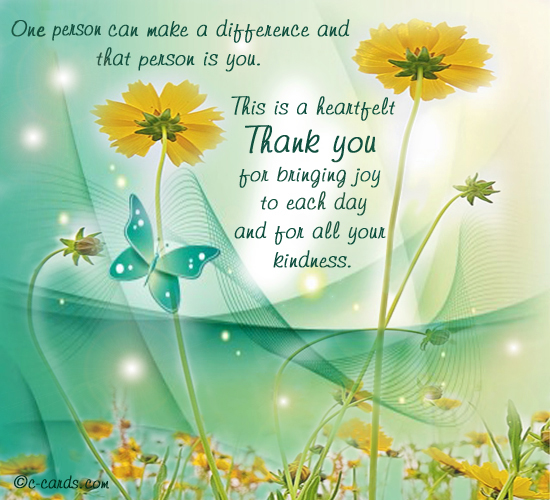 One person can make a difference and
that person is you.
This is a heartfelt
Thank you
for bringing joy
to each day
and for all your
kindness.
©c-cards.com